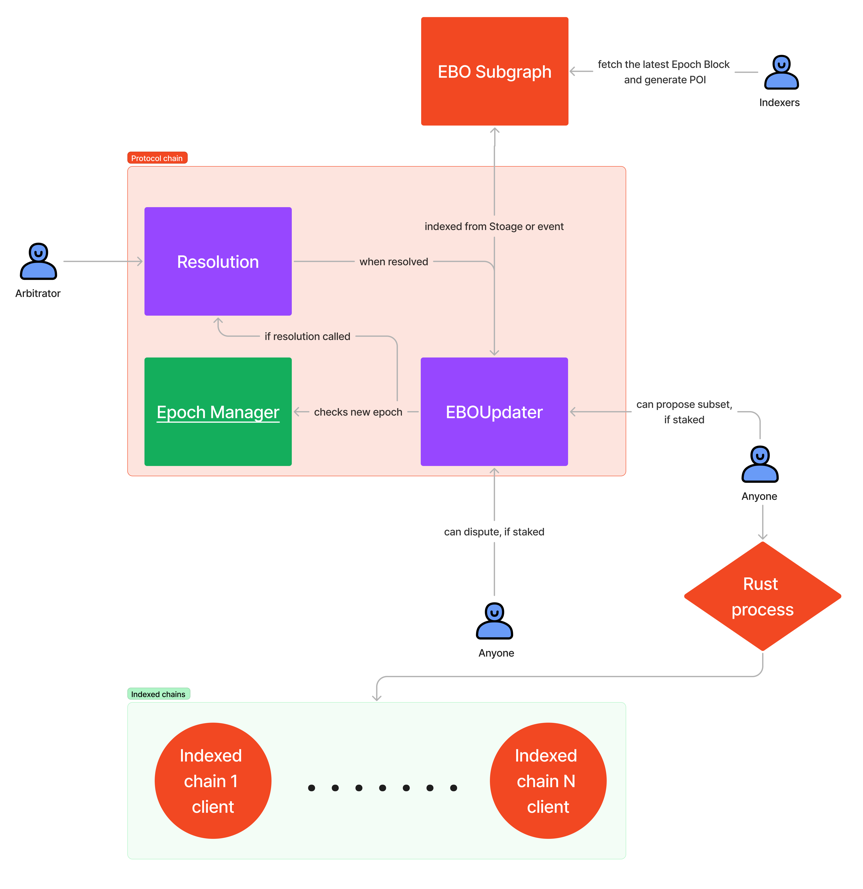 EBO Subgraph
fetch the latest Epoch Block
and generate POI
Indexers
Protocol chain
indexed from Stoage or event
Resolution
when resolved
Arbitrator
if resolution called
Epoch Manager
checks new epoch
EBOUpdater
can propose subset,
if staked
Anyone
can dispute, if staked
Rust
process
Anyone
Indexed chains
Indexed
chain 1
client
Indexed
chain N
client